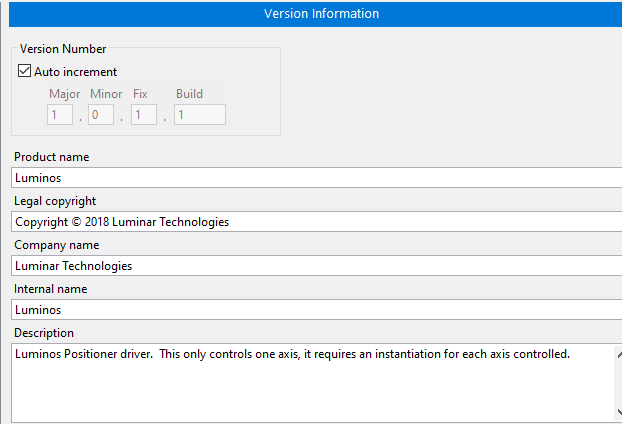 Version Information
Version Number
Auto increment
Major Minor Fix Build
1 . 0 . 1 . 1
Product name
Luminos
Legal copyright
Copyright © 2018 Luminar Technologies
Company name
Luminar Technologies
Internal name
Luminos
Description
Luminos Positioner driver.  This only controls one axis, it requires an instantiation for each axis controlled.